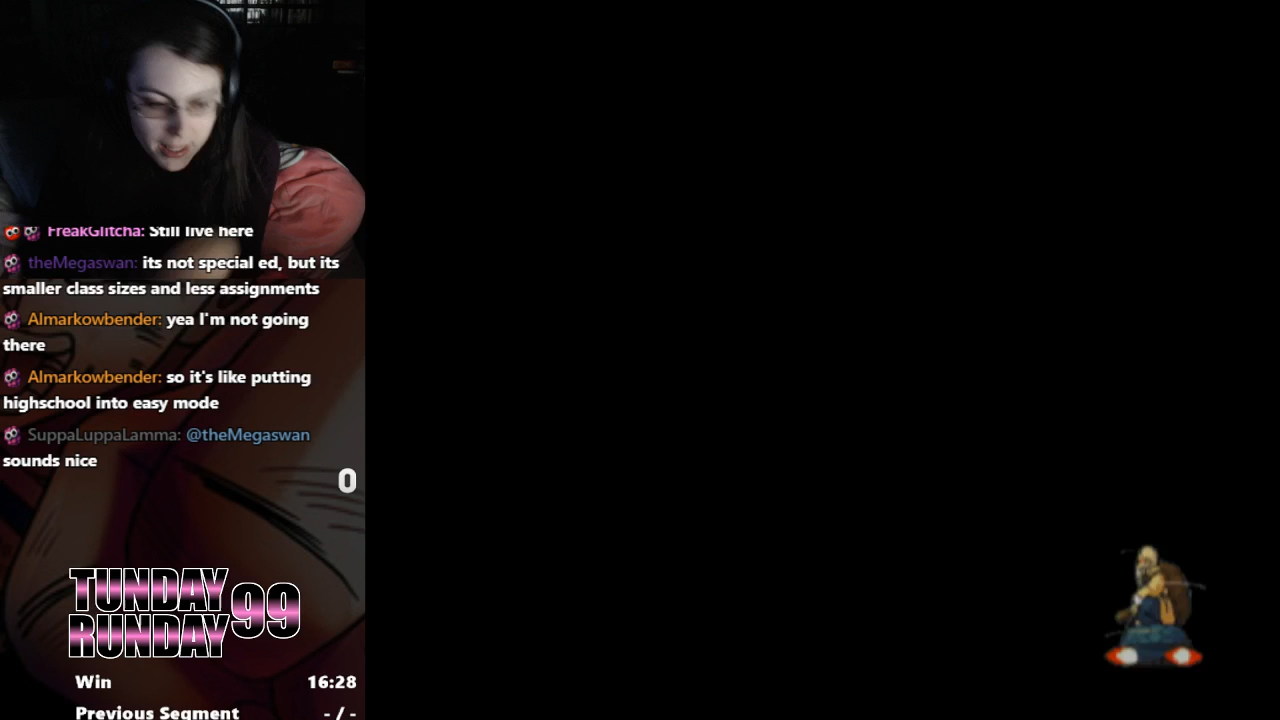 FreakGlitcha: Still live here
theMegaswan: its not special ed, but its
smaller class sizes and less assignments
Almarkowbender: yea I'm not going
there
Almarkowbender: so it's like putting
highschool into easy mode
SuppaLuppaLamma: @theMegaswan
sounds nice
0
TUNDAY
RUNDAY 99
Win 16:28
Previous Segment - / -